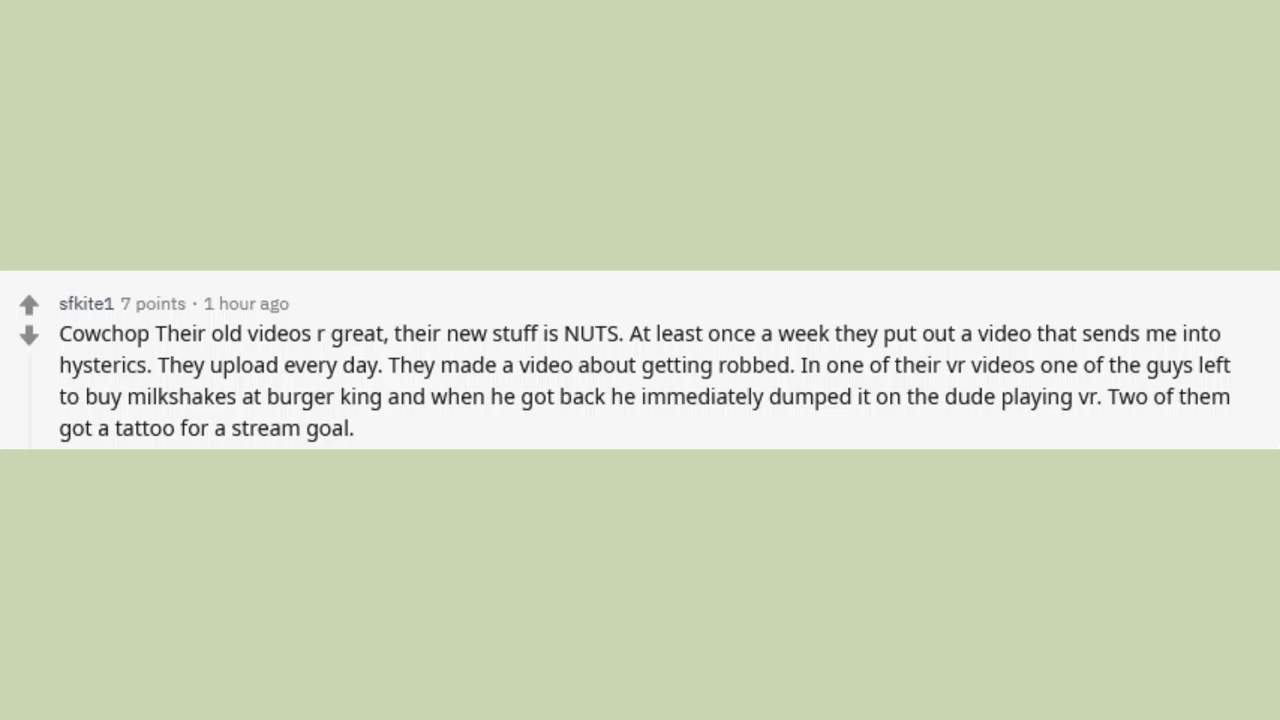 sfkite1 7 points · 1 hour ago
Cowchop Their old videos r great, their new stuff is NUTS. At least once a week they put out a video that sends me into
hysterics. They upload every day. They made a video about getting robbed. In one of their vr videos one of the guys left
to buy milkshakes at burger king and when he got back he immediately dumped it on the dude playing vr. Two of them
got a tattoo for a stream goal.